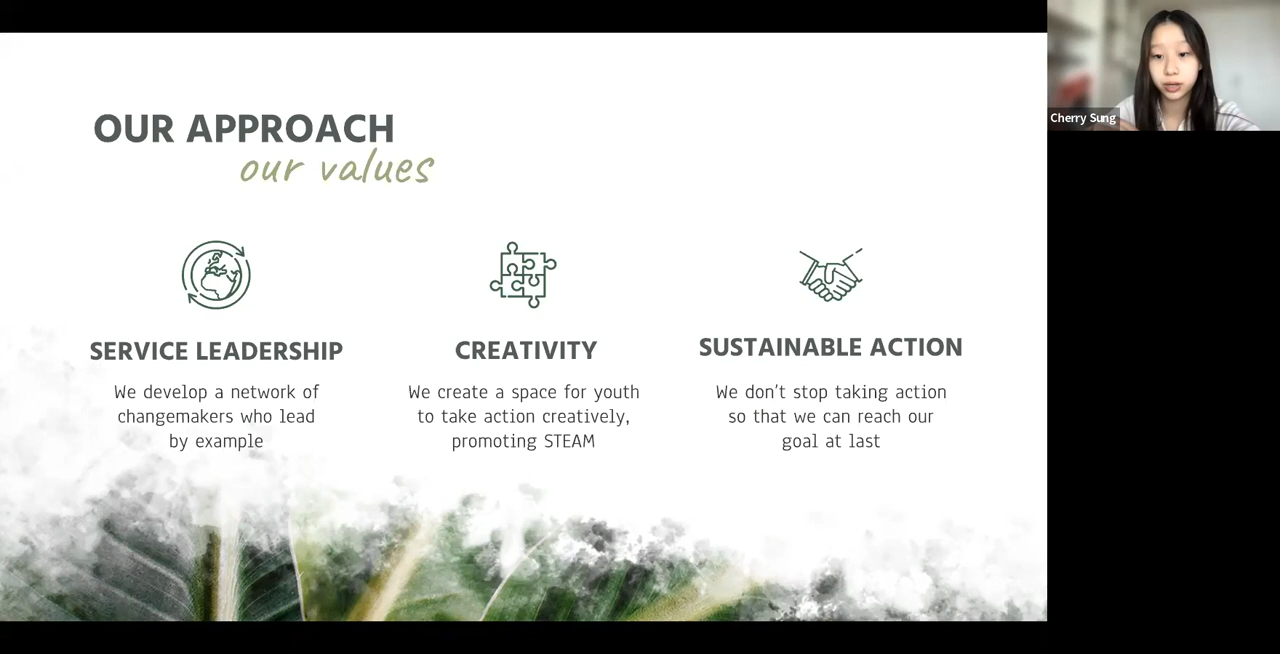 OUR APPROACH
our values
SERVICE LEADERSHIP
We develop a network of
changemakers who lead
by example
CREATIVITY
We create a space for youth
to take action creatively,
promoting STEAM
SUSTAINABLE ACTION
We don't stop taking action
so that we can reach our
goal at last
Cherry Sung